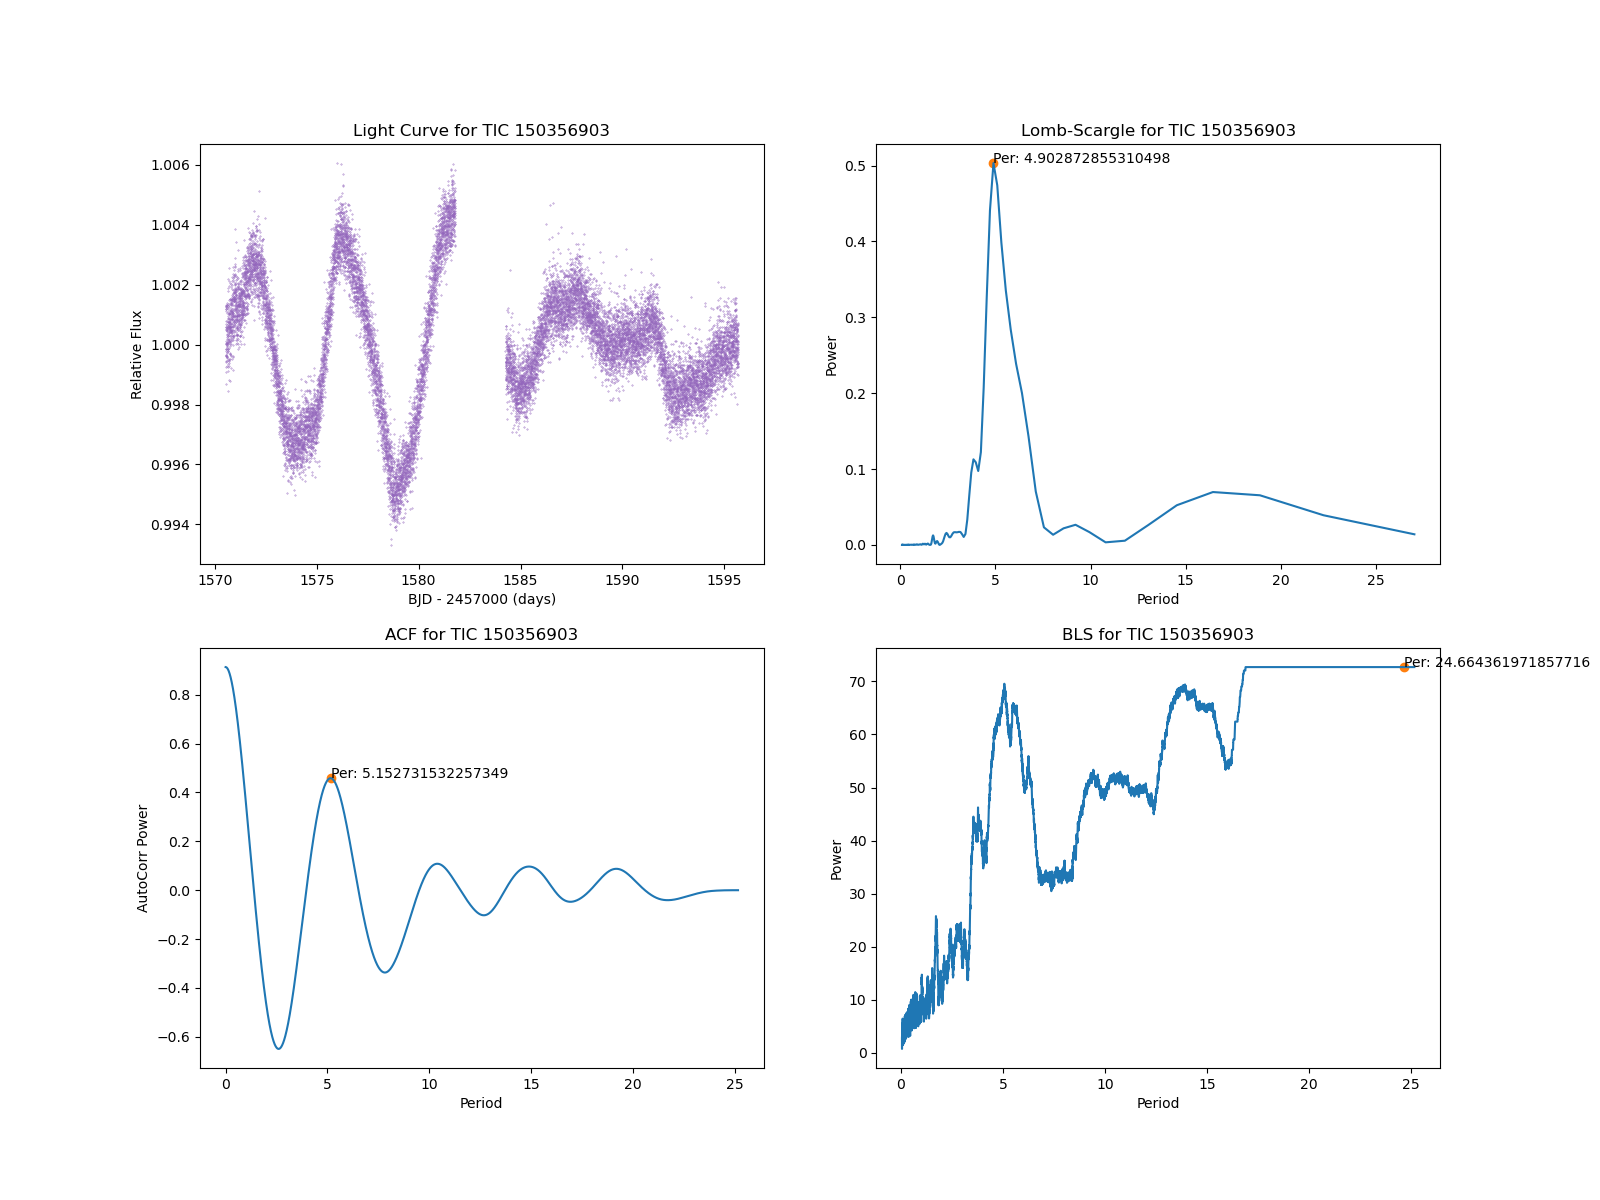 Light Curve for TIC 150356903
1.006
1.004
1.002
1.000
0.998
0.996
0.994
Relative Flux
1570 1575 1580 1585 1590 1595
BJD - 2457000 (days)
Lomb-Scargle for TIC 150356903
Per: 4.902872855310498
0.5
0.4
0.3
0.2
0.1
0.0
Power
0 5 10 15 20 25
Period
ACF for TIC 150356903
Per: 5.152731532257349
0.8
0.6
0.4
0.2
0.0
−0.2
−0.4
−0.6
AutoCorr Power
0 5 10 15 20 25
Period
BLS for TIC 150356903
Per: 24.664361971857716
70
60
50
40
30
20
10
0
Power
0 5 10 15 20 25
Period